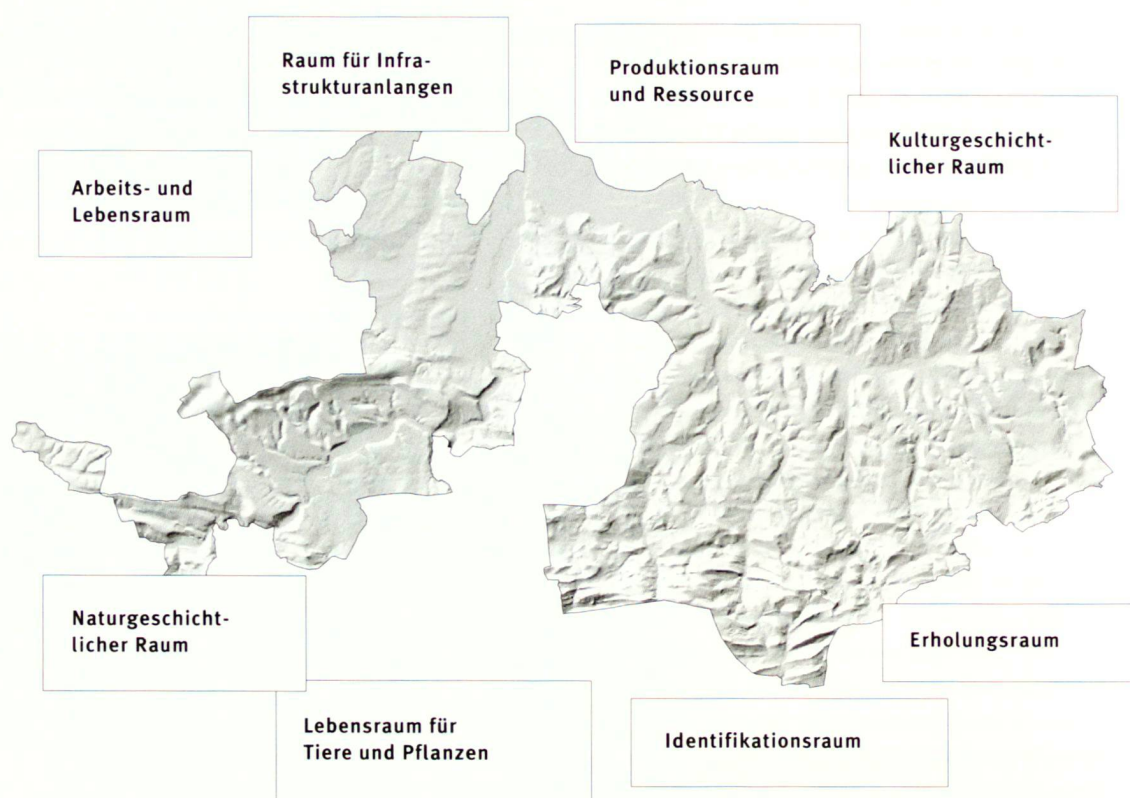 Raum für Infra-
strukturanlangen
Produktionsraum
und Ressource
Kulturgeschicht-
licher Raum
Arbeits- und
Lebensraum
Naturgeschicht-
licher Raum
Erholungsraum
Lebensraum für
Tiere und Pflanzen
Identifikationsraum